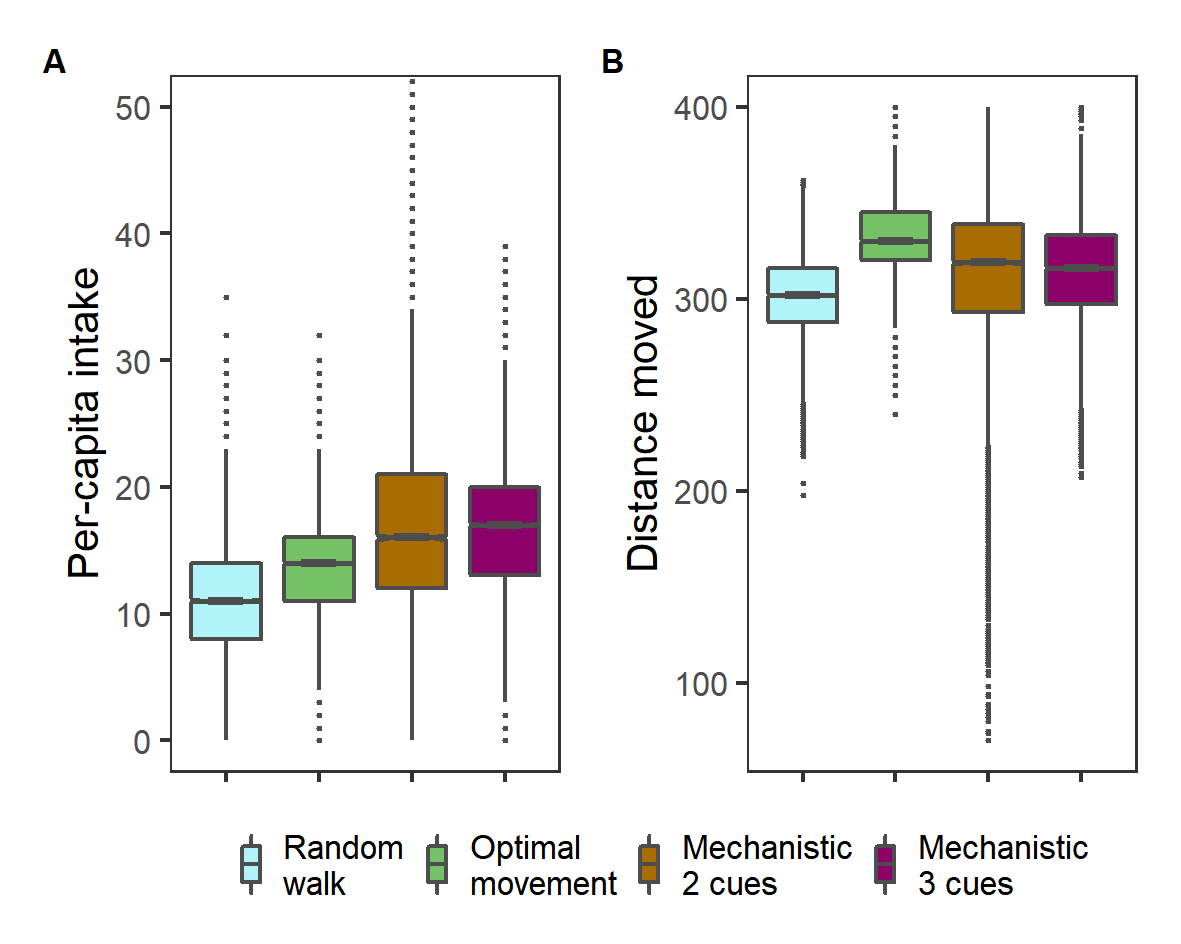 A
B
Per-capita intake
50
40
30
20
10
0
Distance moved
400
300
200
100
Random
walk
Optimal
movement
Mechanistic
2 cues
Mechanistic
3 cues